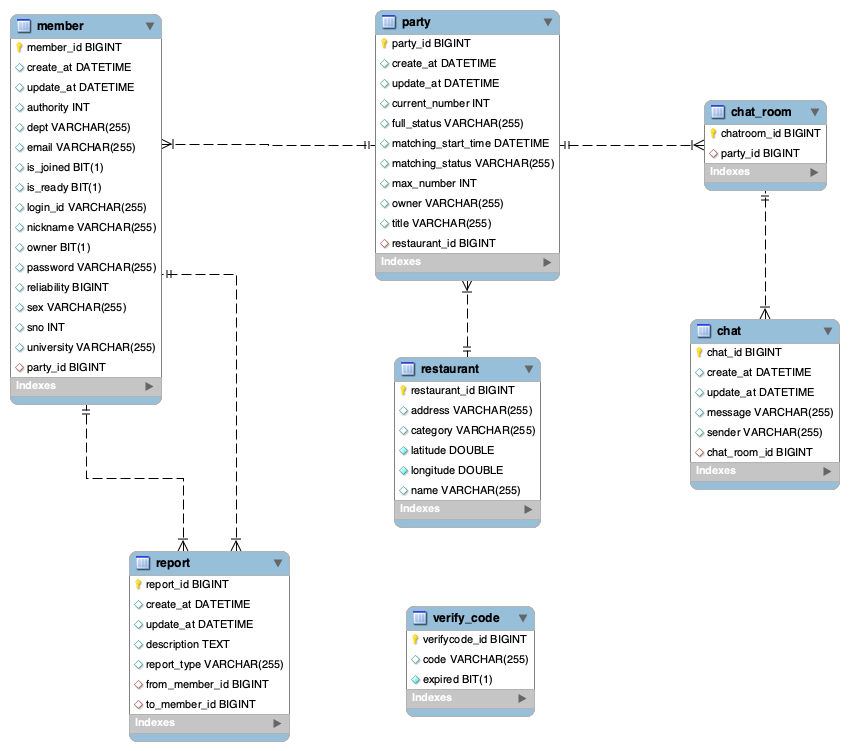 member
member_id BIGINT
create_at DATETIME
update_at DATETIME
authority INT
dept VARCHAR(255)
email VARCHAR(255)
is_joined BIT(1)
is_ready BIT(1)
login_id VARCHAR(255)
nickname VARCHAR(255)
owner BIT(1)
password VARCHAR(255)
reliability BIGINT
sex VARCHAR(255)
sno INT
university VARCHAR(255)
party_id BIGINT
Indexes
party
party_id BIGINT
create_at DATETIME
update_at DATETIME
current_number INT
full_status VARCHAR(255)
matching_start_time DATETIME
matching_status VARCHAR(255)
max_number INT
owner VARCHAR(255)
title VARCHAR(255)
restaurant_id BIGINT
Indexes
chat_room
chatroom_id BIGINT
party_id BIGINT
Indexes
chat
chat_id BIGINT
create_at DATETIME
update_at DATETIME
message VARCHAR(255)
sender VARCHAR(255)
chat_room_id BIGINT
Indexes
restaurant
restaurant_id BIGINT
address VARCHAR(255)
category VARCHAR(255)
latitude DOUBLE
longitude DOUBLE
name VARCHAR(255)
Indexes
report
report_id BIGINT
create_at DATETIME
update_at DATETIME
description TEXT
report_type VARCHAR(255)
from_member_id BIGINT
to_member_id BIGINT
Indexes
verify_code
verifycode_id BIGINT
code VARCHAR(255)
expired BIT(1)
Indexes